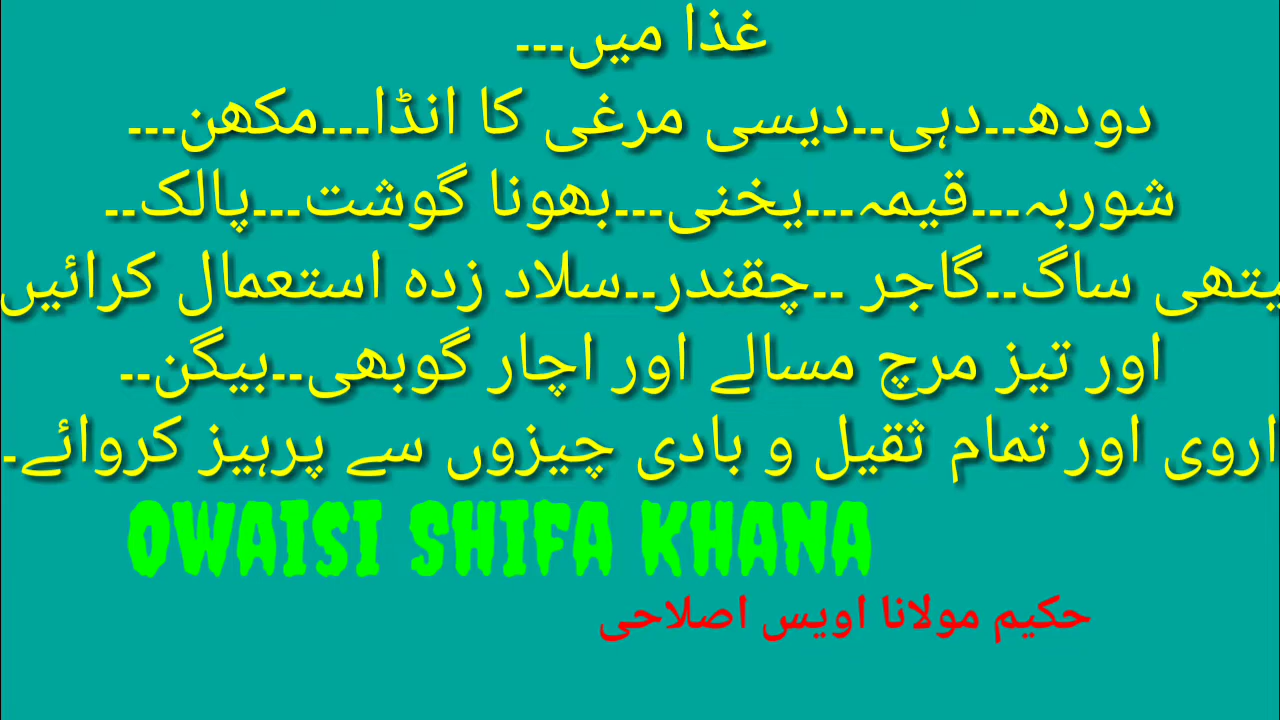 غذا میں۔۔۔
دودھ۔۔دہی۔۔دیسی مرغی کا انڈا۔۔۔مکھن۔۔۔
شوربہ۔۔۔قیمہ۔۔۔یخنی۔۔۔بھونا گوشت۔۔۔پالک۔۔
یتھی ساگ۔۔گاجر ۔۔چقندر۔۔سلاد زدہ استعمال کرائیں
اور تیز مرچ مسالے اور اچار گوبھی۔۔بیگن۔۔
اروی اور تمام ثقیل و بادی چیزوں سے پرہیز کروائے۔
OWAISI SHIFA KHANA
حکیم مولانا اویس اصلاحی